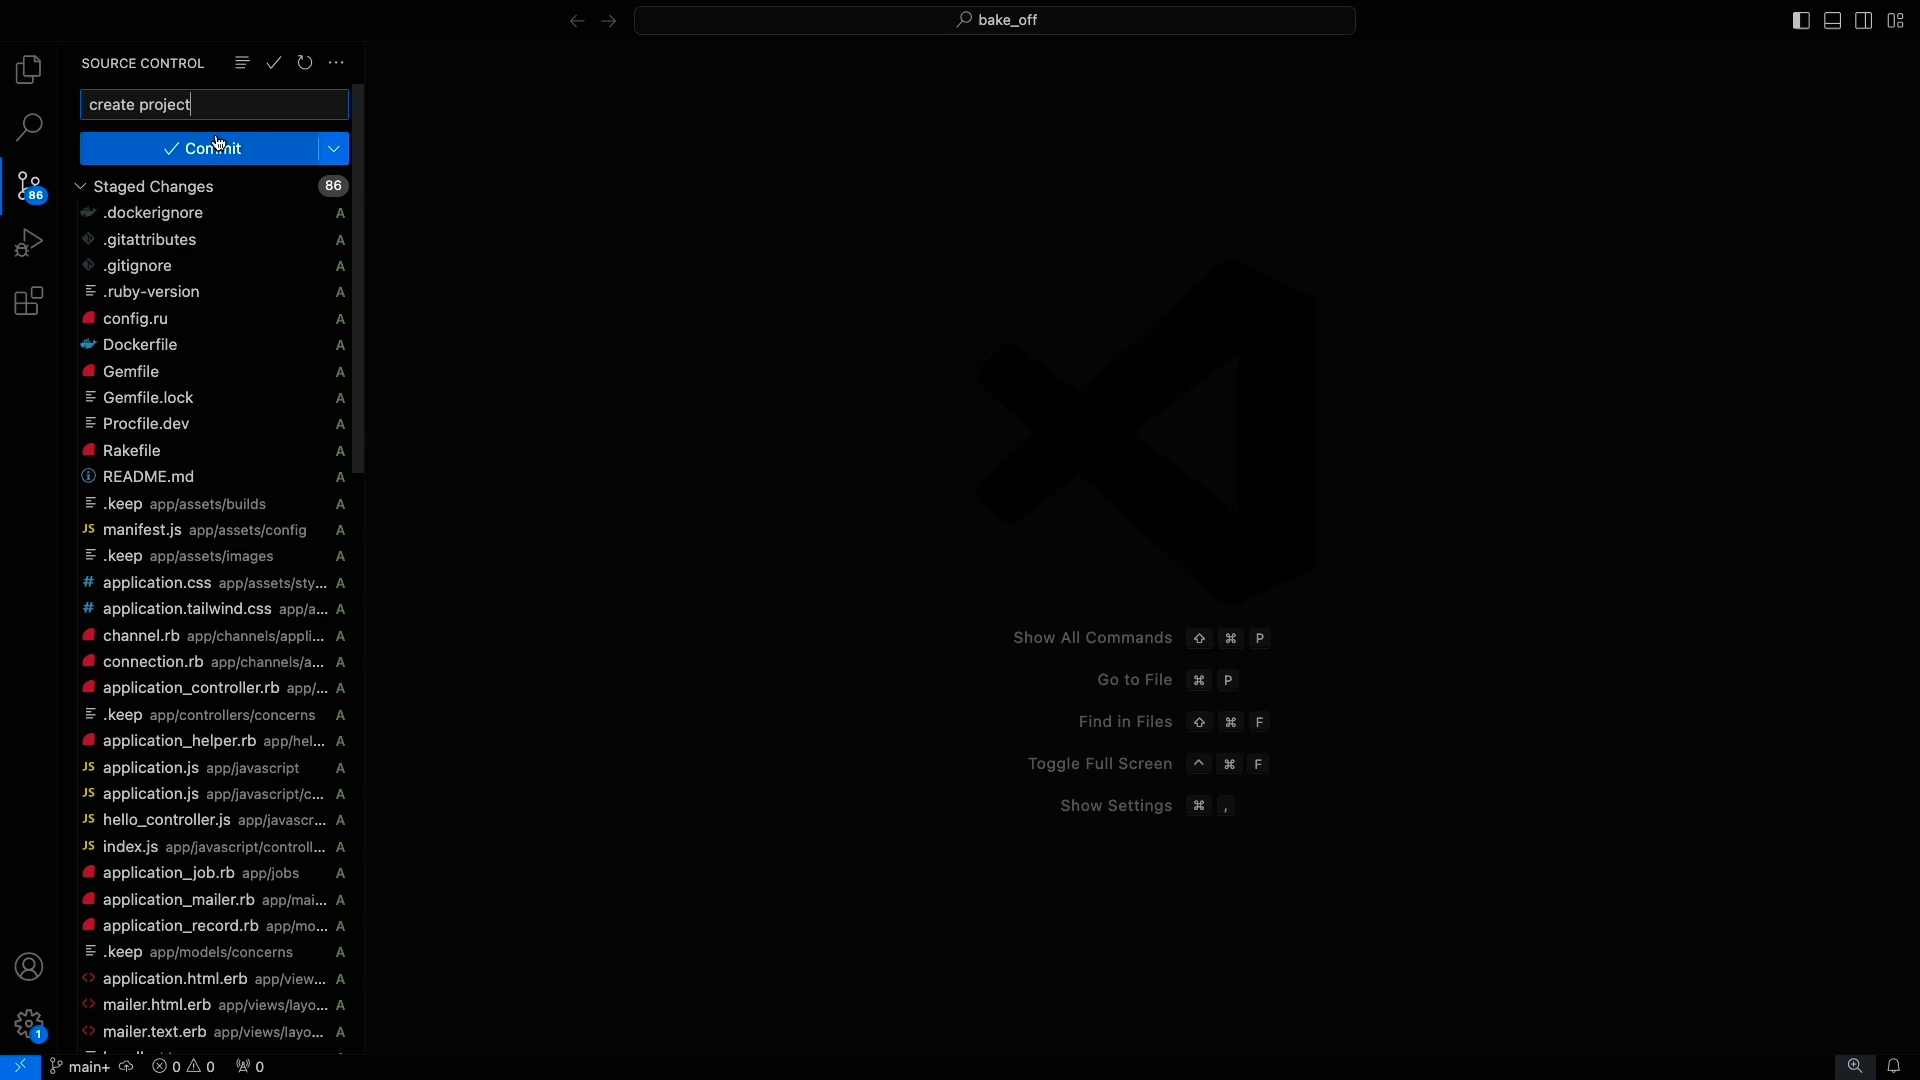 bake_off
SOURCE CONTROL
create project
Commit
Staged Changes 86
.dockerignore A
.gitattributes A
.gitignore A
.ruby-version A
config.ru A
Dockerfile A
Gemfile A
Gemfile.lock A
Procfile.dev A
Rakefile A
README.md A
.keep app/assets/builds A
JS manifest.js app/assets/config A
.keep app/assets/images A
# application.css app/assets/sty... A
# application.tailwind.css app/a... A
channel.rb app/channels/appli... A
connection.rb app/channels/a... A
application_controller.rb app/... A
.keep app/controllers/concerns A
application_helper.rb app/hel... A
JS application.js app/javascript A
JS application.js app/javascript/c... A
JS hello_controller.js app/javascr... A
JS index.js app/javascript/controll... A
application_job.rb app/jobs A
application_mailer.rb app/mai... A
application_record.rb app/mo... A
.keep app/models/concerns A
<> application.html.erb app/view... A
<> mailer.html.erb app/views/layo... A
<> mailer.text.erb app/views/layo... A
86
1
Show All Commands ⇧ ⌘ P
Go to File ⌘ P
Find in Files ⇧ ⌘ F
Toggle Full Screen ^ ⌘ F
Show Settings ⌘ ,
main+ 0 0 0